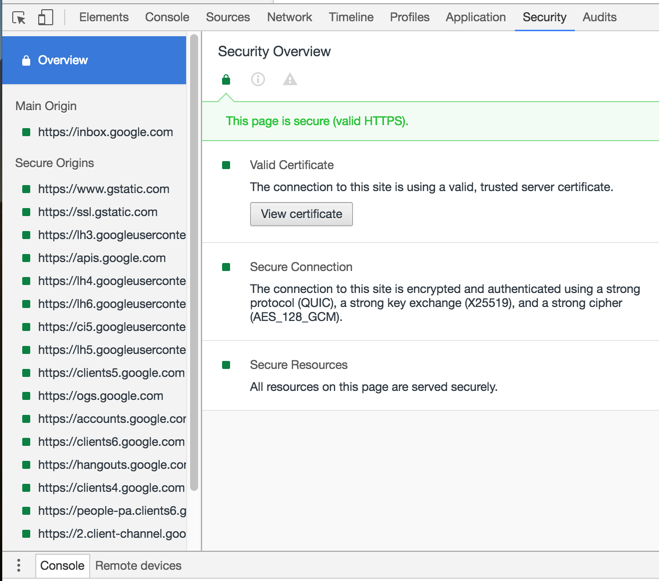 Elements Console Sources Network Timeline Profiles Application Security Audits
Overview
Main Origin
https://inbox.google.com
Secure Origins
https://www.gstatic.com
https://ssl.gstatic.com
https://lh3.googleuserconte
https://apis.google.com
https://lh4.googleuserconte
https://lh6.googleuserconte
https://ci5.googleuserconte
https://lh5.googleuserconte
https://clients5.google.com
https://ogs.google.com
https://accounts.google.cor
https://clients6.google.com
https://hangouts.google.cor
https://clients4.google.com
https://people-pa.clients6.g
https://2.client-channel.goo
Security Overview
This page is secure (valid HTTPS).
Valid Certificate
The connection to this site is using a valid, trusted server certificate.
View certificate
Secure Connection
The connection to this site is encrypted and authenticated using a strong
protocol (QUIC), a strong key exchange (X25519), and a strong cipher
(AES_128_GCM).
Secure Resources
All resources on this page are served securely.
Console Remote devices